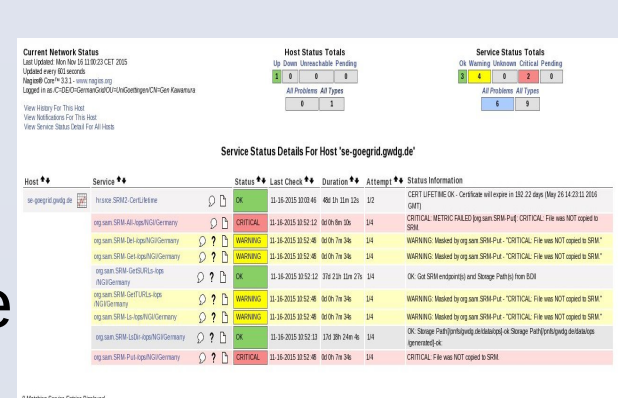 Current Network Status
Last Updated: Mon Nov 16 11:00:23 CET 2015
Updated every 601 seconds
Nagios® Core™ 3.3.1 - www.nagios.org
Logged in as /C=DE/O=GermanGrid/OU=UniGoettingen/CN=Gen Kawamura
View History For This Host
View Notifications For This Host
View Service Status Detail For All Hosts
Host Status Totals
Up Down Unreachable Pending
1 0 0 0
All Problems All Types
0 1
Service Status Totals
Ok Warning Unknown Critical Pending
3 4 0 2 0
All Problems All Types
6 9
Service Status Details For Host 'se-goegrid.gwdg.de'
Host Service Status Last Check Duration Attempt Status Information
se-goegrid.gwdg.de hr.srce.SRM2-CertLifetime OK 11-16-2015 10:03:46 48d 1h 11m 12s 1/2 CERT LIFETIME OK - Certificate will expire in 192.22 days (May 26 14:23:11 2016
GMT)
org.sam.SRM-All-/ops/NGI/Germany CRITICAL 11-16-2015 10:52:12 0d 0h 8m 10s 1/4 CRITICAL: METRIC FAILED [org.sam.SRM-Put]: CRITICAL: File was NOT copied to
SRM.
org.sam.SRM-Del-/ops/NGI/Germany ? WARNING 11-16-2015 10:52:48 0d 0h 7m 34s 1/4 WARNING: Masked by org.sam.SRM-Put - "CRITICAL: File was NOT copied to SRM."
org.sam.SRM-Get-/ops/NGI/Germany ? WARNING 11-16-2015 10:52:48 0d 0h 7m 34s 1/4 WARNING: Masked by org.sam.SRM-Put - "CRITICAL: File was NOT copied to SRM."
org.sam.SRM-GetSURLs-/ops
/NGI/Germany ? OK 11-16-2015 10:52:12 37d 21h 11m 27s 1/4 OK: Got SRM endpoint(s) and Storage Path(s) from BDII
org.sam.SRM-GetTURLs-/ops
/NGI/Germany ? WARNING 11-16-2015 10:52:48 0d 0h 7m 34s 1/4 WARNING: Masked by org.sam.SRM-Put - "CRITICAL: File was NOT copied to SRM."
org.sam.SRM-Ls-/ops/NGI/Germany ? WARNING 11-16-2015 10:52:48 0d 0h 7m 34s 1/4 WARNING: Masked by org.sam.SRM-Put - "CRITICAL: File was NOT copied to SRM."
org.sam.SRM-LsDir-/ops/NGI/Germany ? OK 11-16-2015 10:52:13 17d 18h 24m 4s 1/4 OK: Storage Path[/pnfs/gwdg.de/data/ops]-ok:Storage Path[/pnfs/gwdg.de/data/ops
/generated]-ok:
org.sam.SRM-Put-/ops/NGI/Germany ? CRITICAL 11-16-2015 10:52:48 0d 0h 7m 34s 1/4 CRITICAL: File was NOT copied to SRM.
e